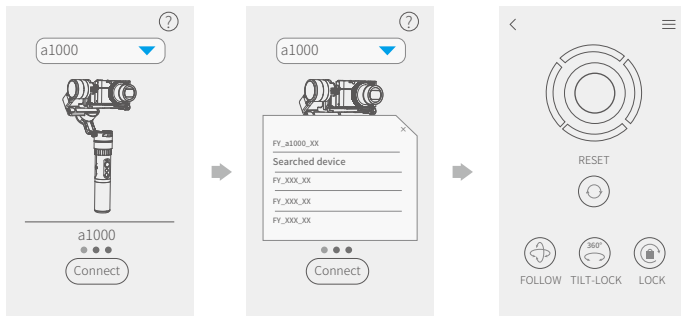 ?
a1000
a1000
Connect
?
a1000
×
FY_a1000_XX
Searched device
FY_XXX_XX
FY_XXX_XX
FY_XXX_XX
Connect
RESET
360°
FOLLOW TILT-LOCK LOCK